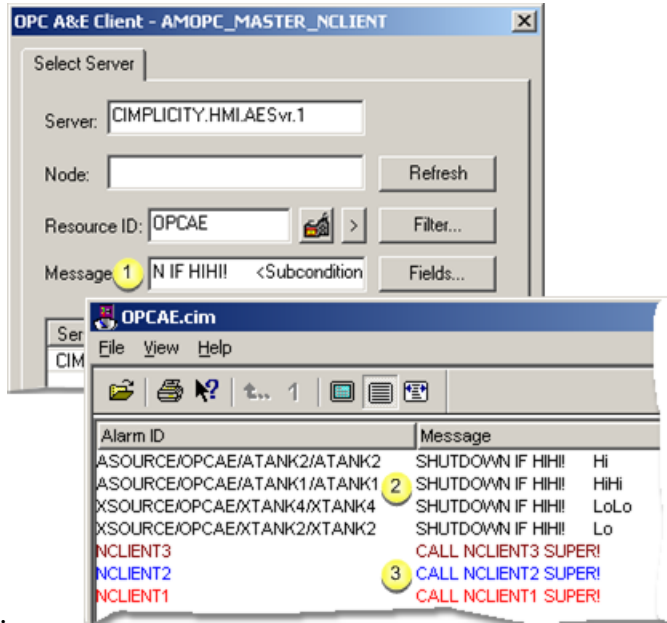 OPC A&E Client - AMOPC_MASTER_NCLIENT
Select Server
Server: CIMPLICITY.HMI.AESvr.1
Node: Refresh
Resource ID: OPCAE > Filter...
Message 1 N IF HIHI! <Subcondition Fields...
Ser
CIM
OPCAE.cim
File View Help
1
Alarm ID Message
ASOURCE/OPCAE/ATANK2/ATANK2 SHUTDOWN IF HIHI! Hi
ASOURCE/OPCAE/ATANK1/ATANK1 2 SHUTDOWN IF HIHI! HiHi
XSOURCE/OPCAE/XTANK4/XTANK4 SHUTDOWN IF HIHI! LoLo
XSOURCE/OPCAE/XTANK2/XTANK2 SHUTDOWN IF HIHI! Lo
NCLIENT3 CALL NCLIENT3 SUPER!
NCLIENT2 3 CALL NCLIENT2 SUPER!
NCLIENT1 CALL NCLIENT1 SUPER!